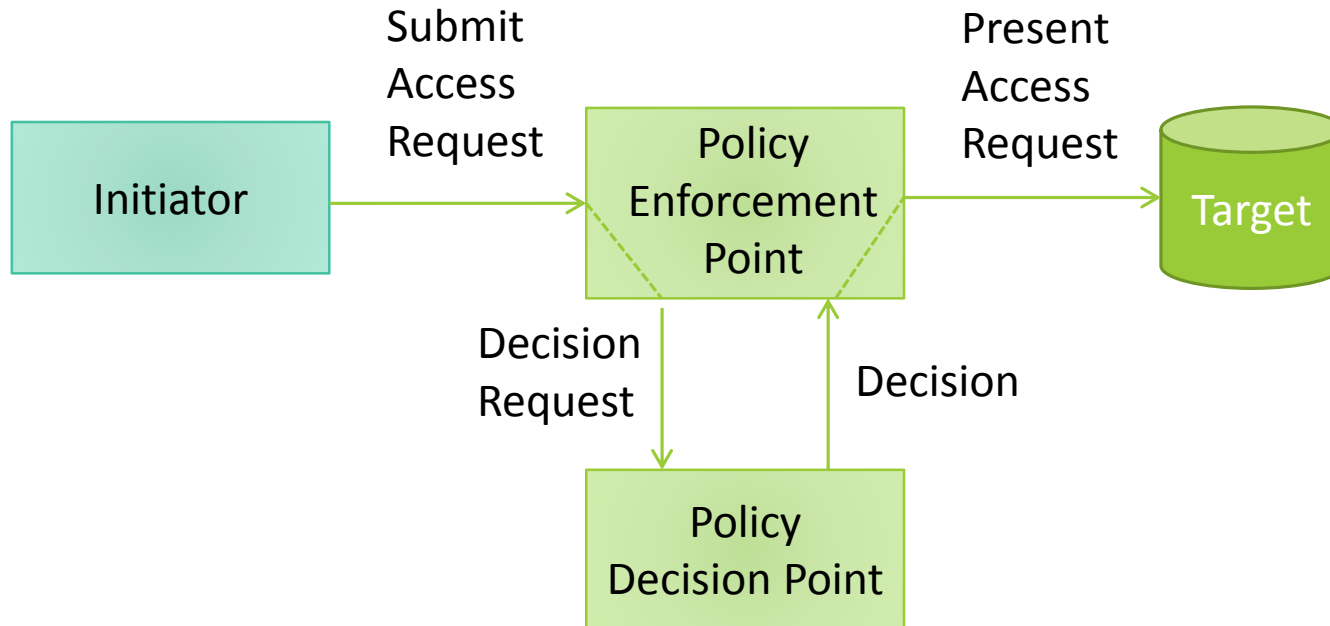 Submit
Access
Request
Present
Access
Request
Initiator
Policy
Enforcement
Point
Target
Decision
Request
Decision
Policy
Decision Point